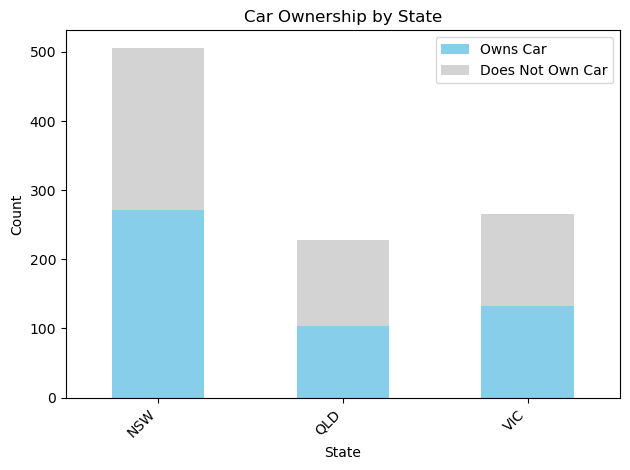 Car Ownership by State
Owns Car
Does Not Own Car
500
400
300
200
100
0
Count
NSW
QLD
VIC
State